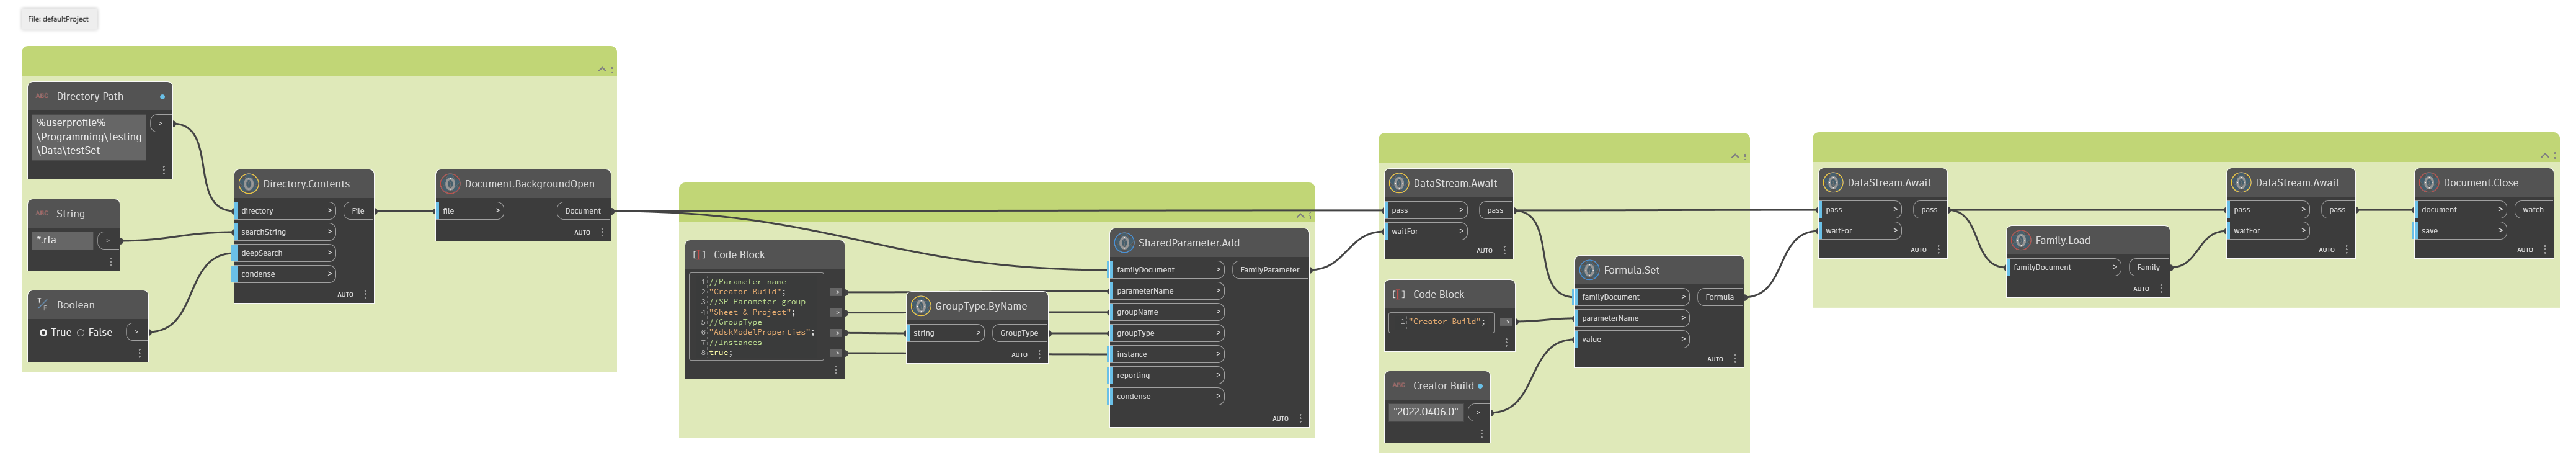 File: defaultProject
ABC Directory Path
%userprofile%
\Programming\Testing
\Data\testSet
>
ABC String
*.rfa
>
T/F Boolean
True False
>
Directory.Contents
directory > File
searchString >
deepSearch >
condense >
AUTO
Document.BackgroundOpen
file > Document
AUTO
[ ] Code Block
1 //Parameter name
2 "Creator Build"; >
3 //SP Parameter group
4 "Sheet & Project"; >
5 //GroupType
6 "AdskModelProperties"; >
7 //Instances
8 true; >
GroupType.ByName
string > GroupType
AUTO
SharedParameter.Add
familyDocument > FamilyParameter
parameterName >
groupName >
groupType >
instance >
reporting >
condense >
AUTO
DataStream.Await
pass > pass
waitFor >
AUTO
[ ] Code Block
1 "Creator Build"; >
ABC Creator Build
"2022.0406.0" >
Formula.Set
familyDocument > Formula
parameterName >
value >
AUTO
DataStream.Await
pass > pass
waitFor >
AUTO
Family.Load
familyDocument > Family
AUTO
DataStream.Await
pass > pass
waitFor >
AUTO
Document.Close
document > watch
save >
AUTO